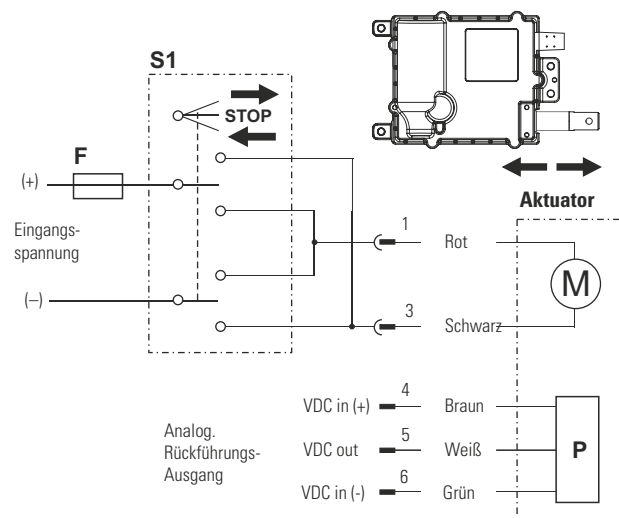 S1
STOP
F
(+)
Eingangs-
spannung
(–)
Aktuator
1
Rot
M
3
Schwarz
Analog.
Rückführungs-
Ausgang
VDC in (+)
4
Braun
VDC out
5
Weiß
P
VDC in (-)
6
Grün